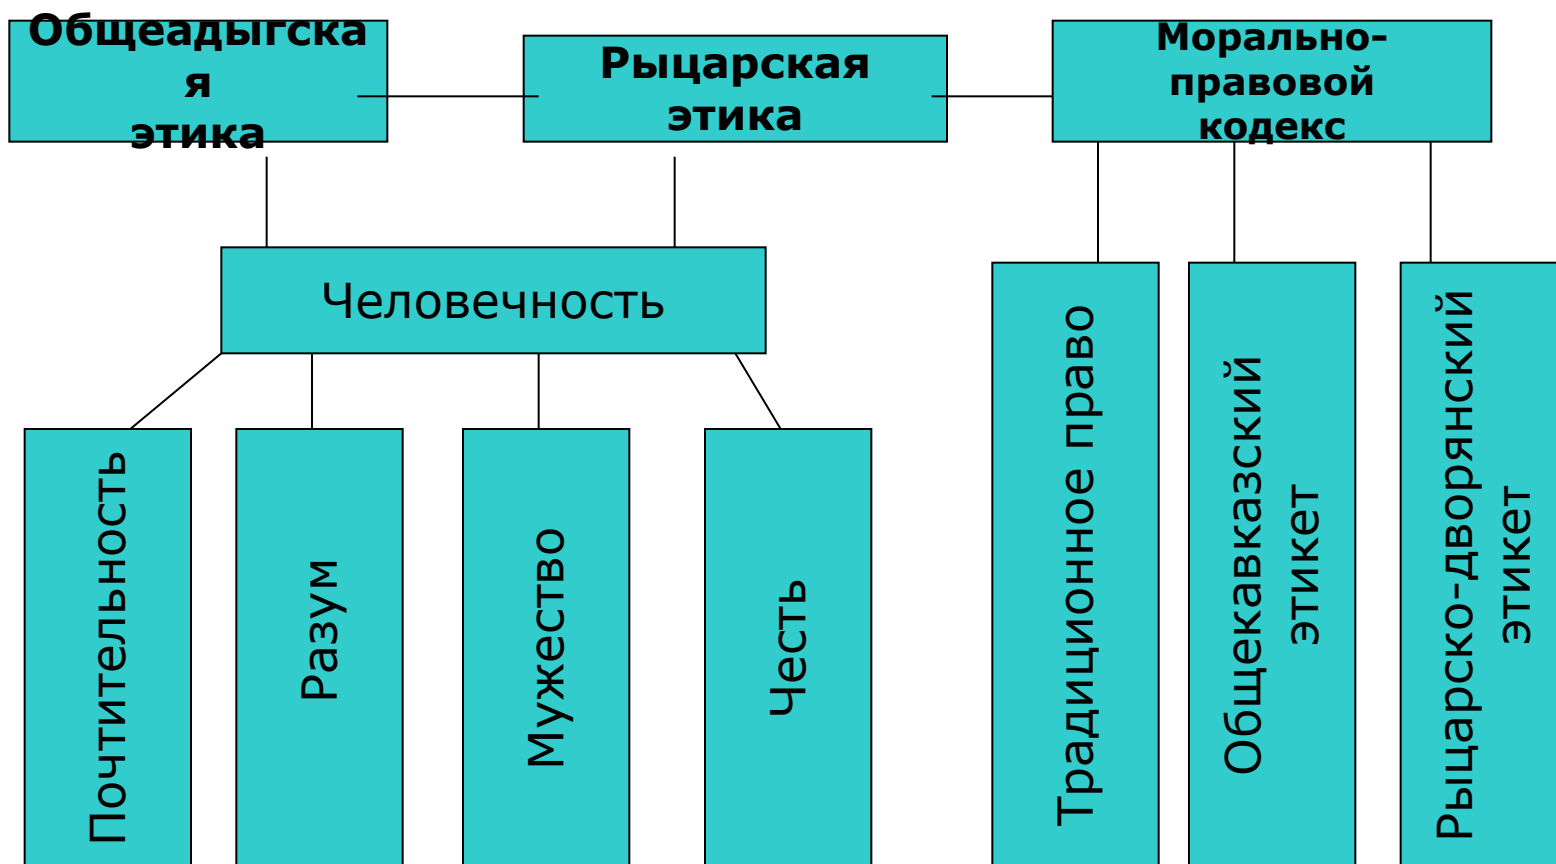 Общеадыгска
я
этика
Рыцарская
этика
Морально-
правовой
кодекс
Человечность
Почтительность
Разум
Мужество
Честь
Традиционное право
Общекавказский
этикет
Рыцарско-дворянский
этикет